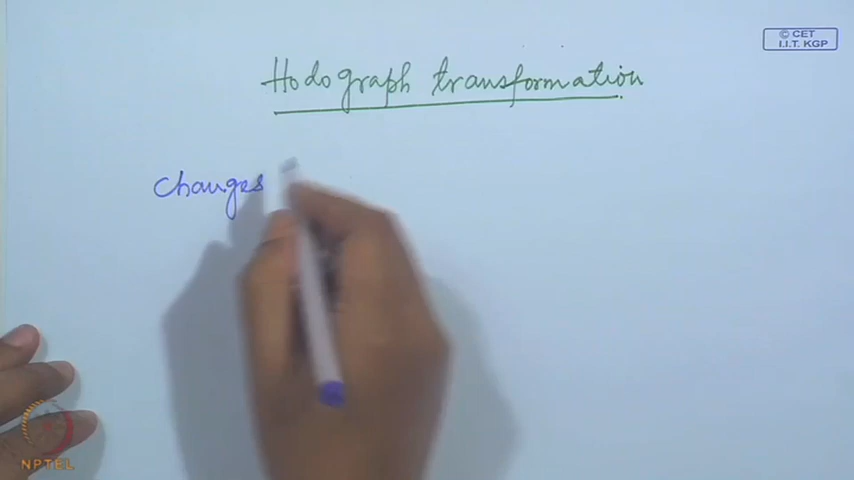 © CET
I.I.T. KGP
Hodograph transformation
Changes
NPTEL